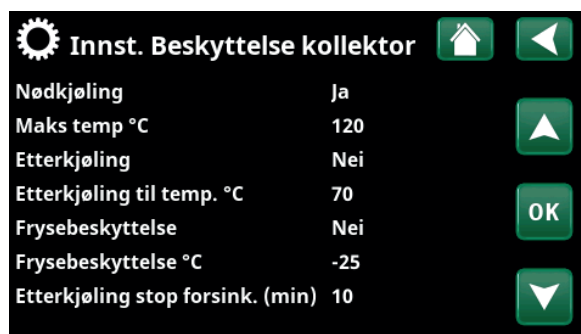 Innst. Beskyttelse kollektor
Nødkjøling Ja
Maks temp °C 120
Etterkjøling Nei
Etterkjøling til temp. °C 70
Frysebeskyttelse Nei
OK
Frysebeskyttelse °C -25
Etterkjøling stop forsink. (min) 10